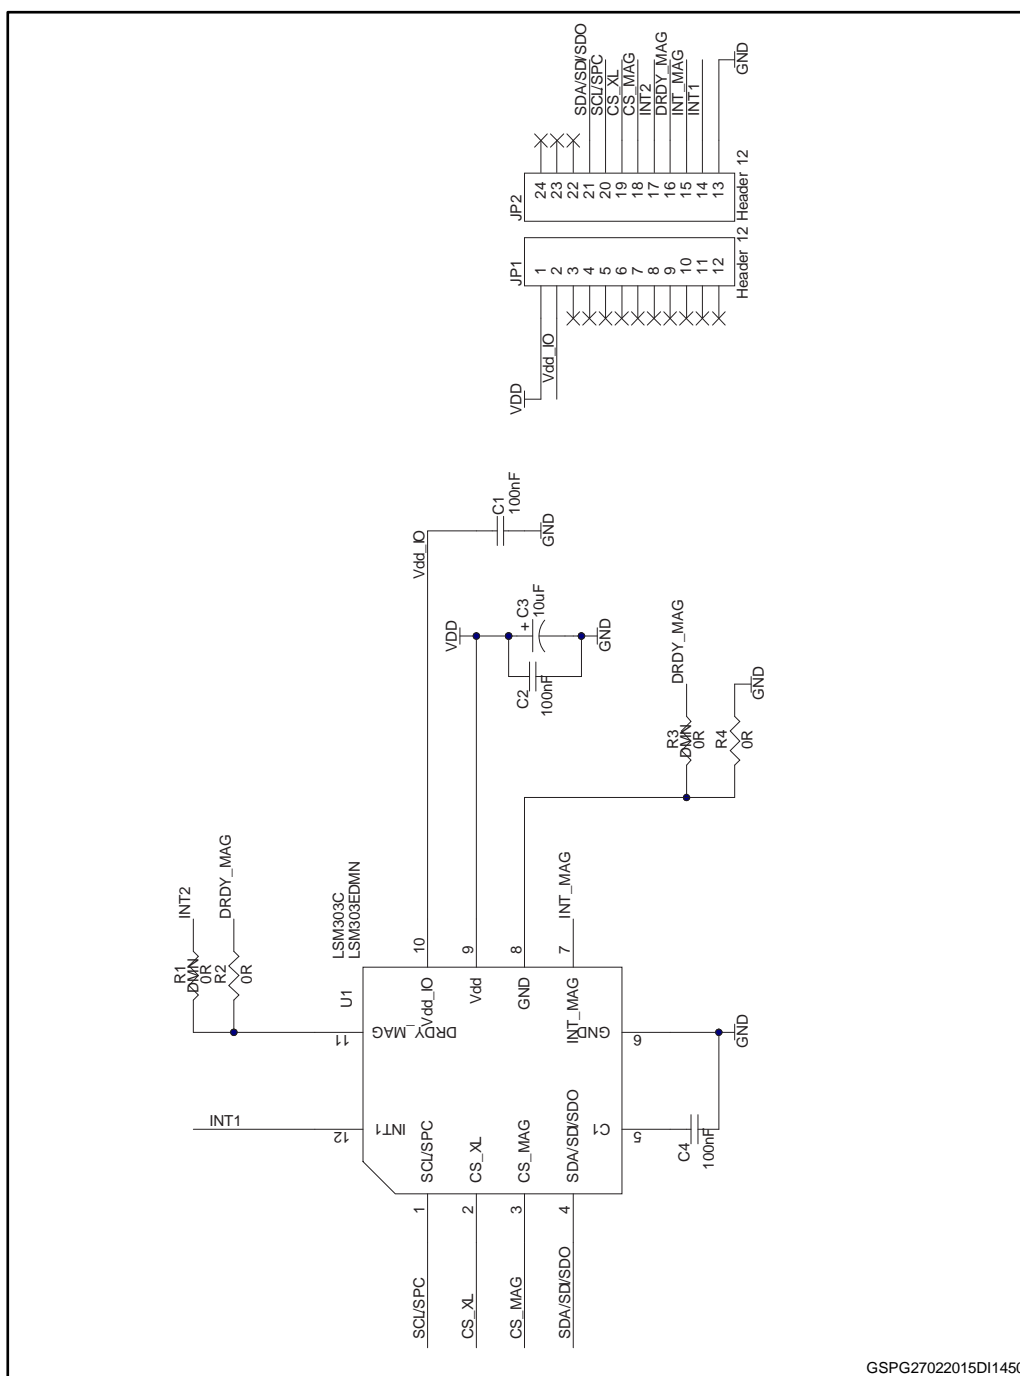 SDA/SDI/SDO
SCL/SPC
CS_XL
CS_MAG
INT2
DRDY_MAG
INT_MAG
INT1
GND
JP2
24
23
22
21
20
19
18
17
16
15
14
13
Header 12
JP1
1
2
3
4
5
6
7
8
9
10
11
12
Header 12
VDD
Vdd_IO
Vdd_IO
C1
100nF
GND
VDD
+
C3
10uF
C2
100nF
GND
DRDY_MAG
R3
DMN
0R
R4
0R
GND
INT2
R1
DMN
0R
DRDY_MAG
R2
0R
LSM303C
LSM303EDMN
U1
10
Vdd_IO
9
Vdd
8
GND
7
INT_MAG
INT_MAG
11
DRDY_MAG
12
INT1
INT1
6
GND
GND
5
C1
C4
100nF
SCL/SPC
1
SCL/SPC
CS_XL
2
CS_XL
CS_MAG
3
CS_MAG
SDA/SDI/SDO
4
SDA/SDI/SDO
GSPG27022015DI1450